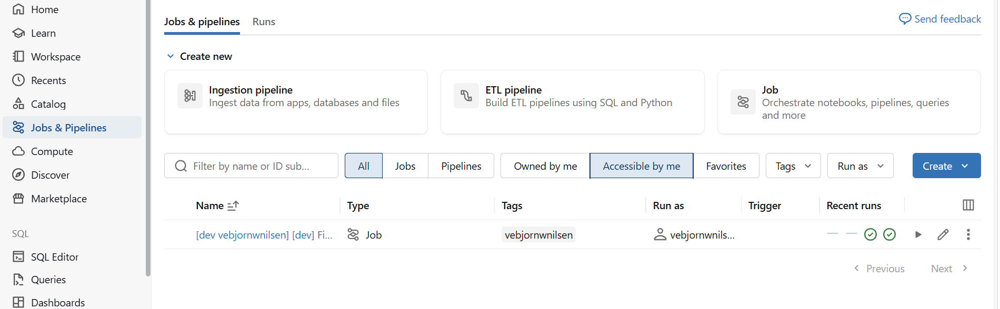 Home
Learn
Workspace
Recents
Catalog
Jobs & Pipelines
Compute
Discover
Marketplace
SQL
SQL Editor
Queries
Dashboards
Jobs & pipelines
Runs
Send feedback
Create new
Ingestion pipeline
Ingest data from apps, databases and files
ETL pipeline
Build ETL pipelines using SQL and Python
Job
Orchestrate notebooks, pipelines, queries
and more
Filter by name or ID sub...
All
Jobs
Pipelines
Owned by me
Accessible by me
Favorites
Tags
Run as
Create
Name
Type
Tags
Run as
Trigger
Recent runs
[dev vebjornwnilsen] [dev] Fi...
Job
vebjornwnilsen
vebjornwnils...
Previous
Next